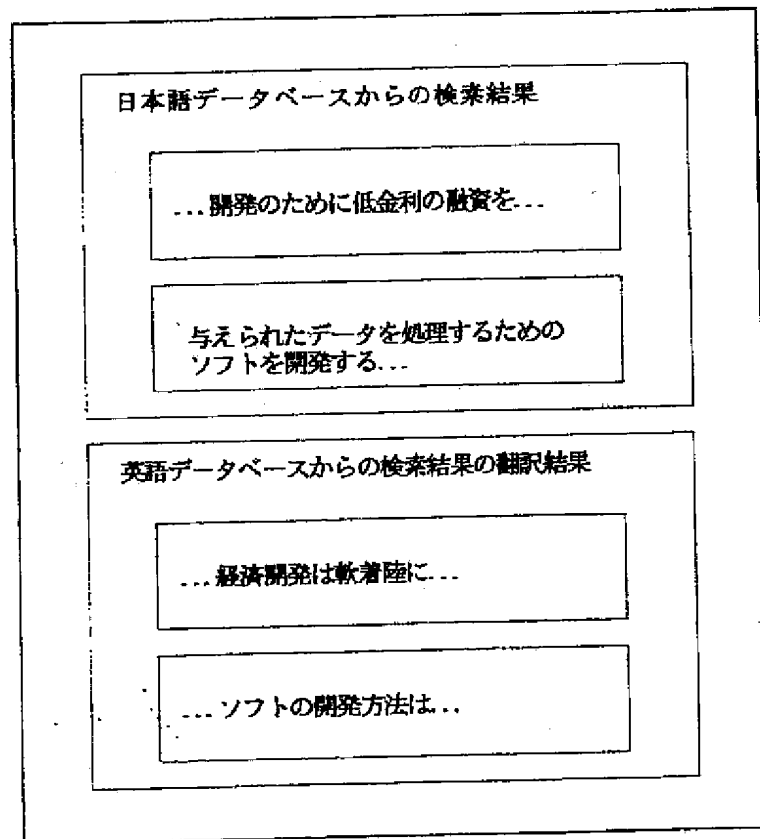 日本語データベースからの検索結果
...開発のために低金利の融資を...
与えられたデータを処理するための
ソフトを開発する...
英語データベースからの検索結果の翻訳結果
...経済開発は軟着陸に...
...ソフトの開発方法は...